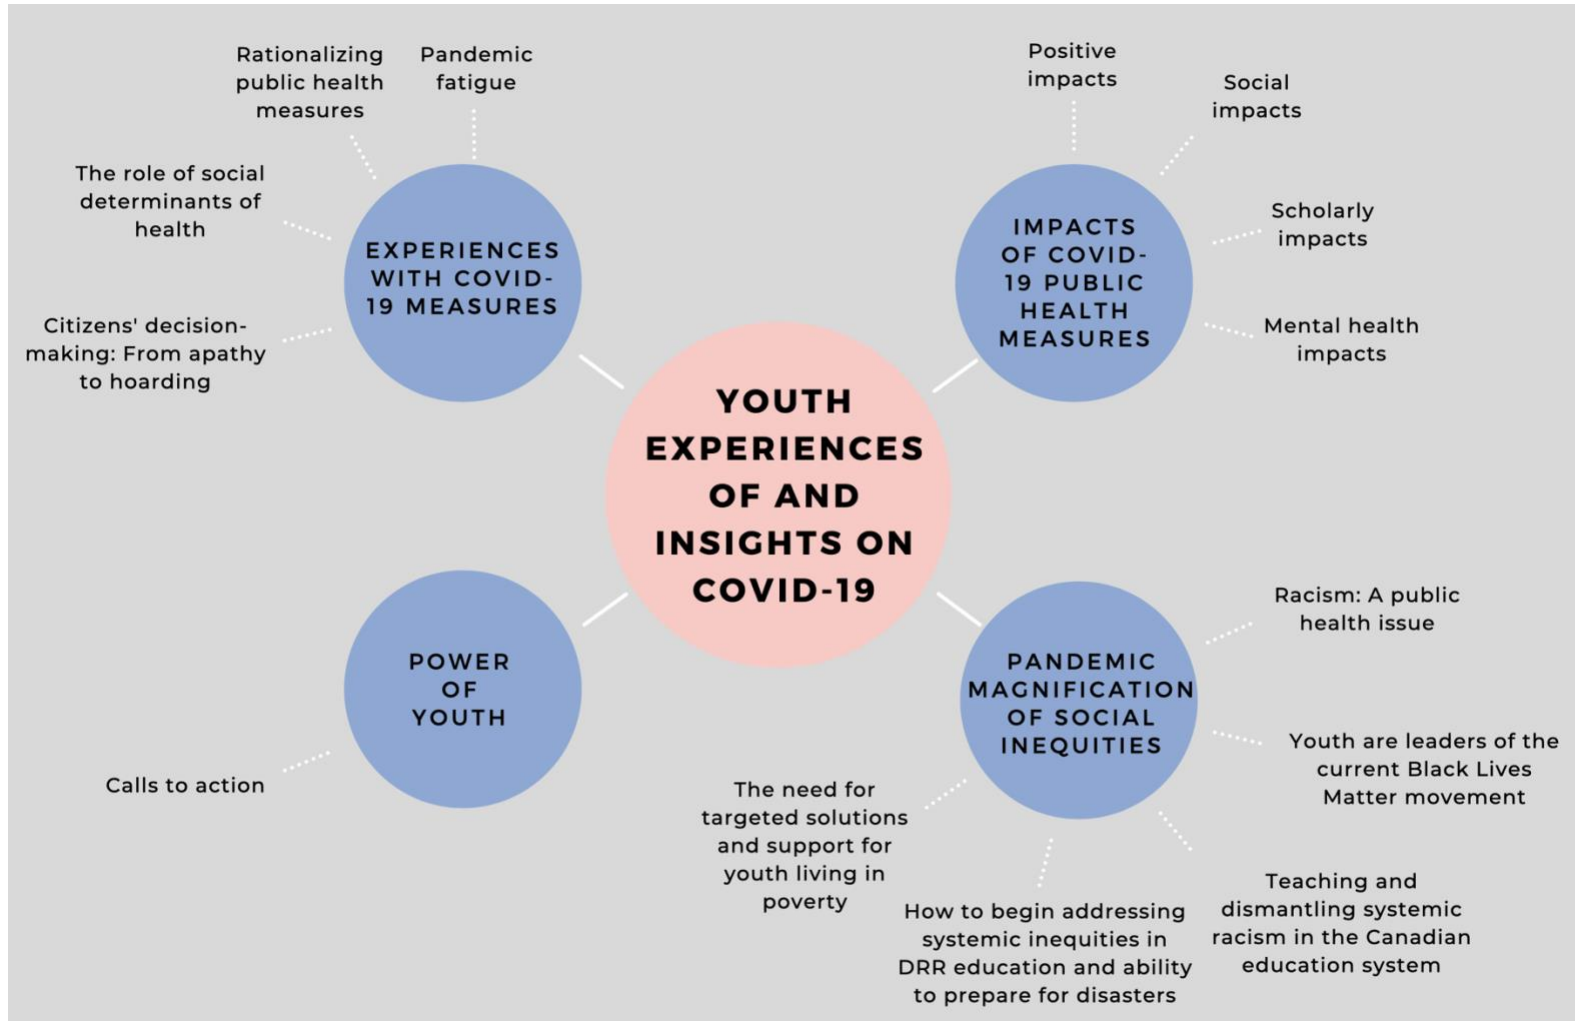 Rationalizing
public health
measures
Pandemic
fatigue
The role of social
determinants of
health
Citizens' decision-
making: From apathy
to hoarding
EXPERIENCES
WITH COVID-
19 MEASURES
Positive
impacts
Social
impacts
Scholarly
impacts
Mental health
impacts
IMPACTS
OF COVID-
19 PUBLIC
HEALTH
MEASURES
YOUTH
EXPERIENCES
OF AND
INSIGHTS ON
COVID-19
POWER
OF
YOUTH
Calls to action
PANDEMIC
MAGNIFICATION
OF SOCIAL
INEQUITIES
Racism: A public
health issue
Youth are leaders of the
current Black Lives
Matter movement
Teaching and
dismantling systemic
racism in the Canadian
education system
How to begin addressing
systemic inequities in
DRR education and ability
to prepare for disasters
The need for
targeted solutions
and support for
youth living in
poverty